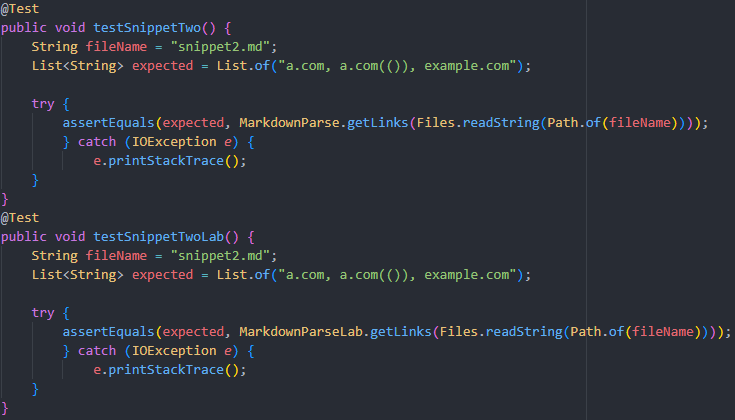 @Test
public void testSnippetTwo() {
    String fileName = "snippet2.md";
    List<String> expected = List.of("a.com, a.com(()), example.com");

    try {
        assertEquals(expected, MarkdownParse.getLinks(Files.readString(Path.of(fileName))));
        } catch (IOException e) {
            e.printStackTrace();
    }
}
@Test
public void testSnippetTwoLab() {
    String fileName = "snippet2.md";
    List<String> expected = List.of("a.com, a.com(()), example.com");

    try {
        assertEquals(expected, MarkdownParseLab.getLinks(Files.readString(Path.of(fileName))));
        } catch (IOException e) {
            e.printStackTrace();
    }
}